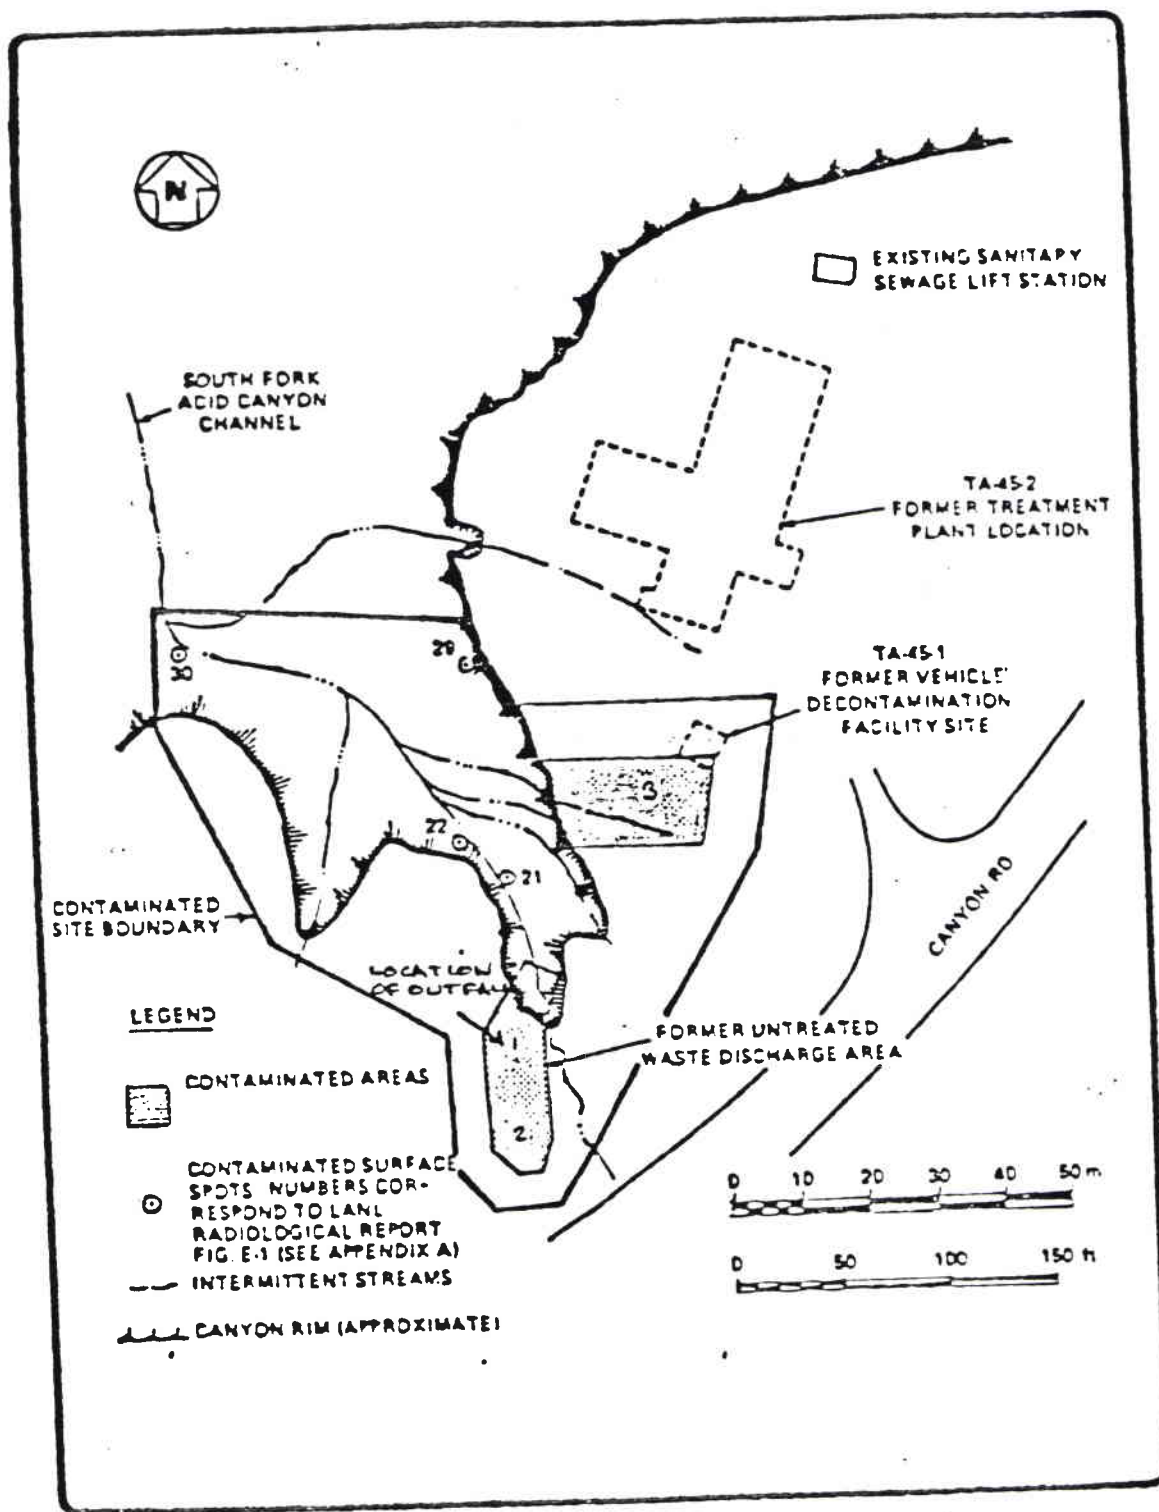 N
EXISTING SANITARY
SEWAGE LIFT STATION
SOUTH FORK
ACID CANYON
CHANNEL
TA-45-2
FORMER TREATMENT
PLANT LOCATION
29
TA-45-1
FORMER VEHICLE
DECONTAMINATION
FACILITY SITE
3
22
21
CONTAMINATED
SITE BOUNDARY
CANYON RD
LOCATION
OF OUTFALL
1
2
FORMER UNTREATED
WASTE DISCHARGE AREA
LEGEND
CONTAMINATED AREAS
CONTAMINATED SURFACE
SPOTS NUMBERS COR-
RESPOND TO LANL
RADIOLOGICAL REPORT
FIG. E-1 (SEE APPENDIX A)
INTERMITTENT STREAMS
CANYON RIM (APPROXIMATE)
0 10 20 30 40 50 m
0 50 100 150 ft